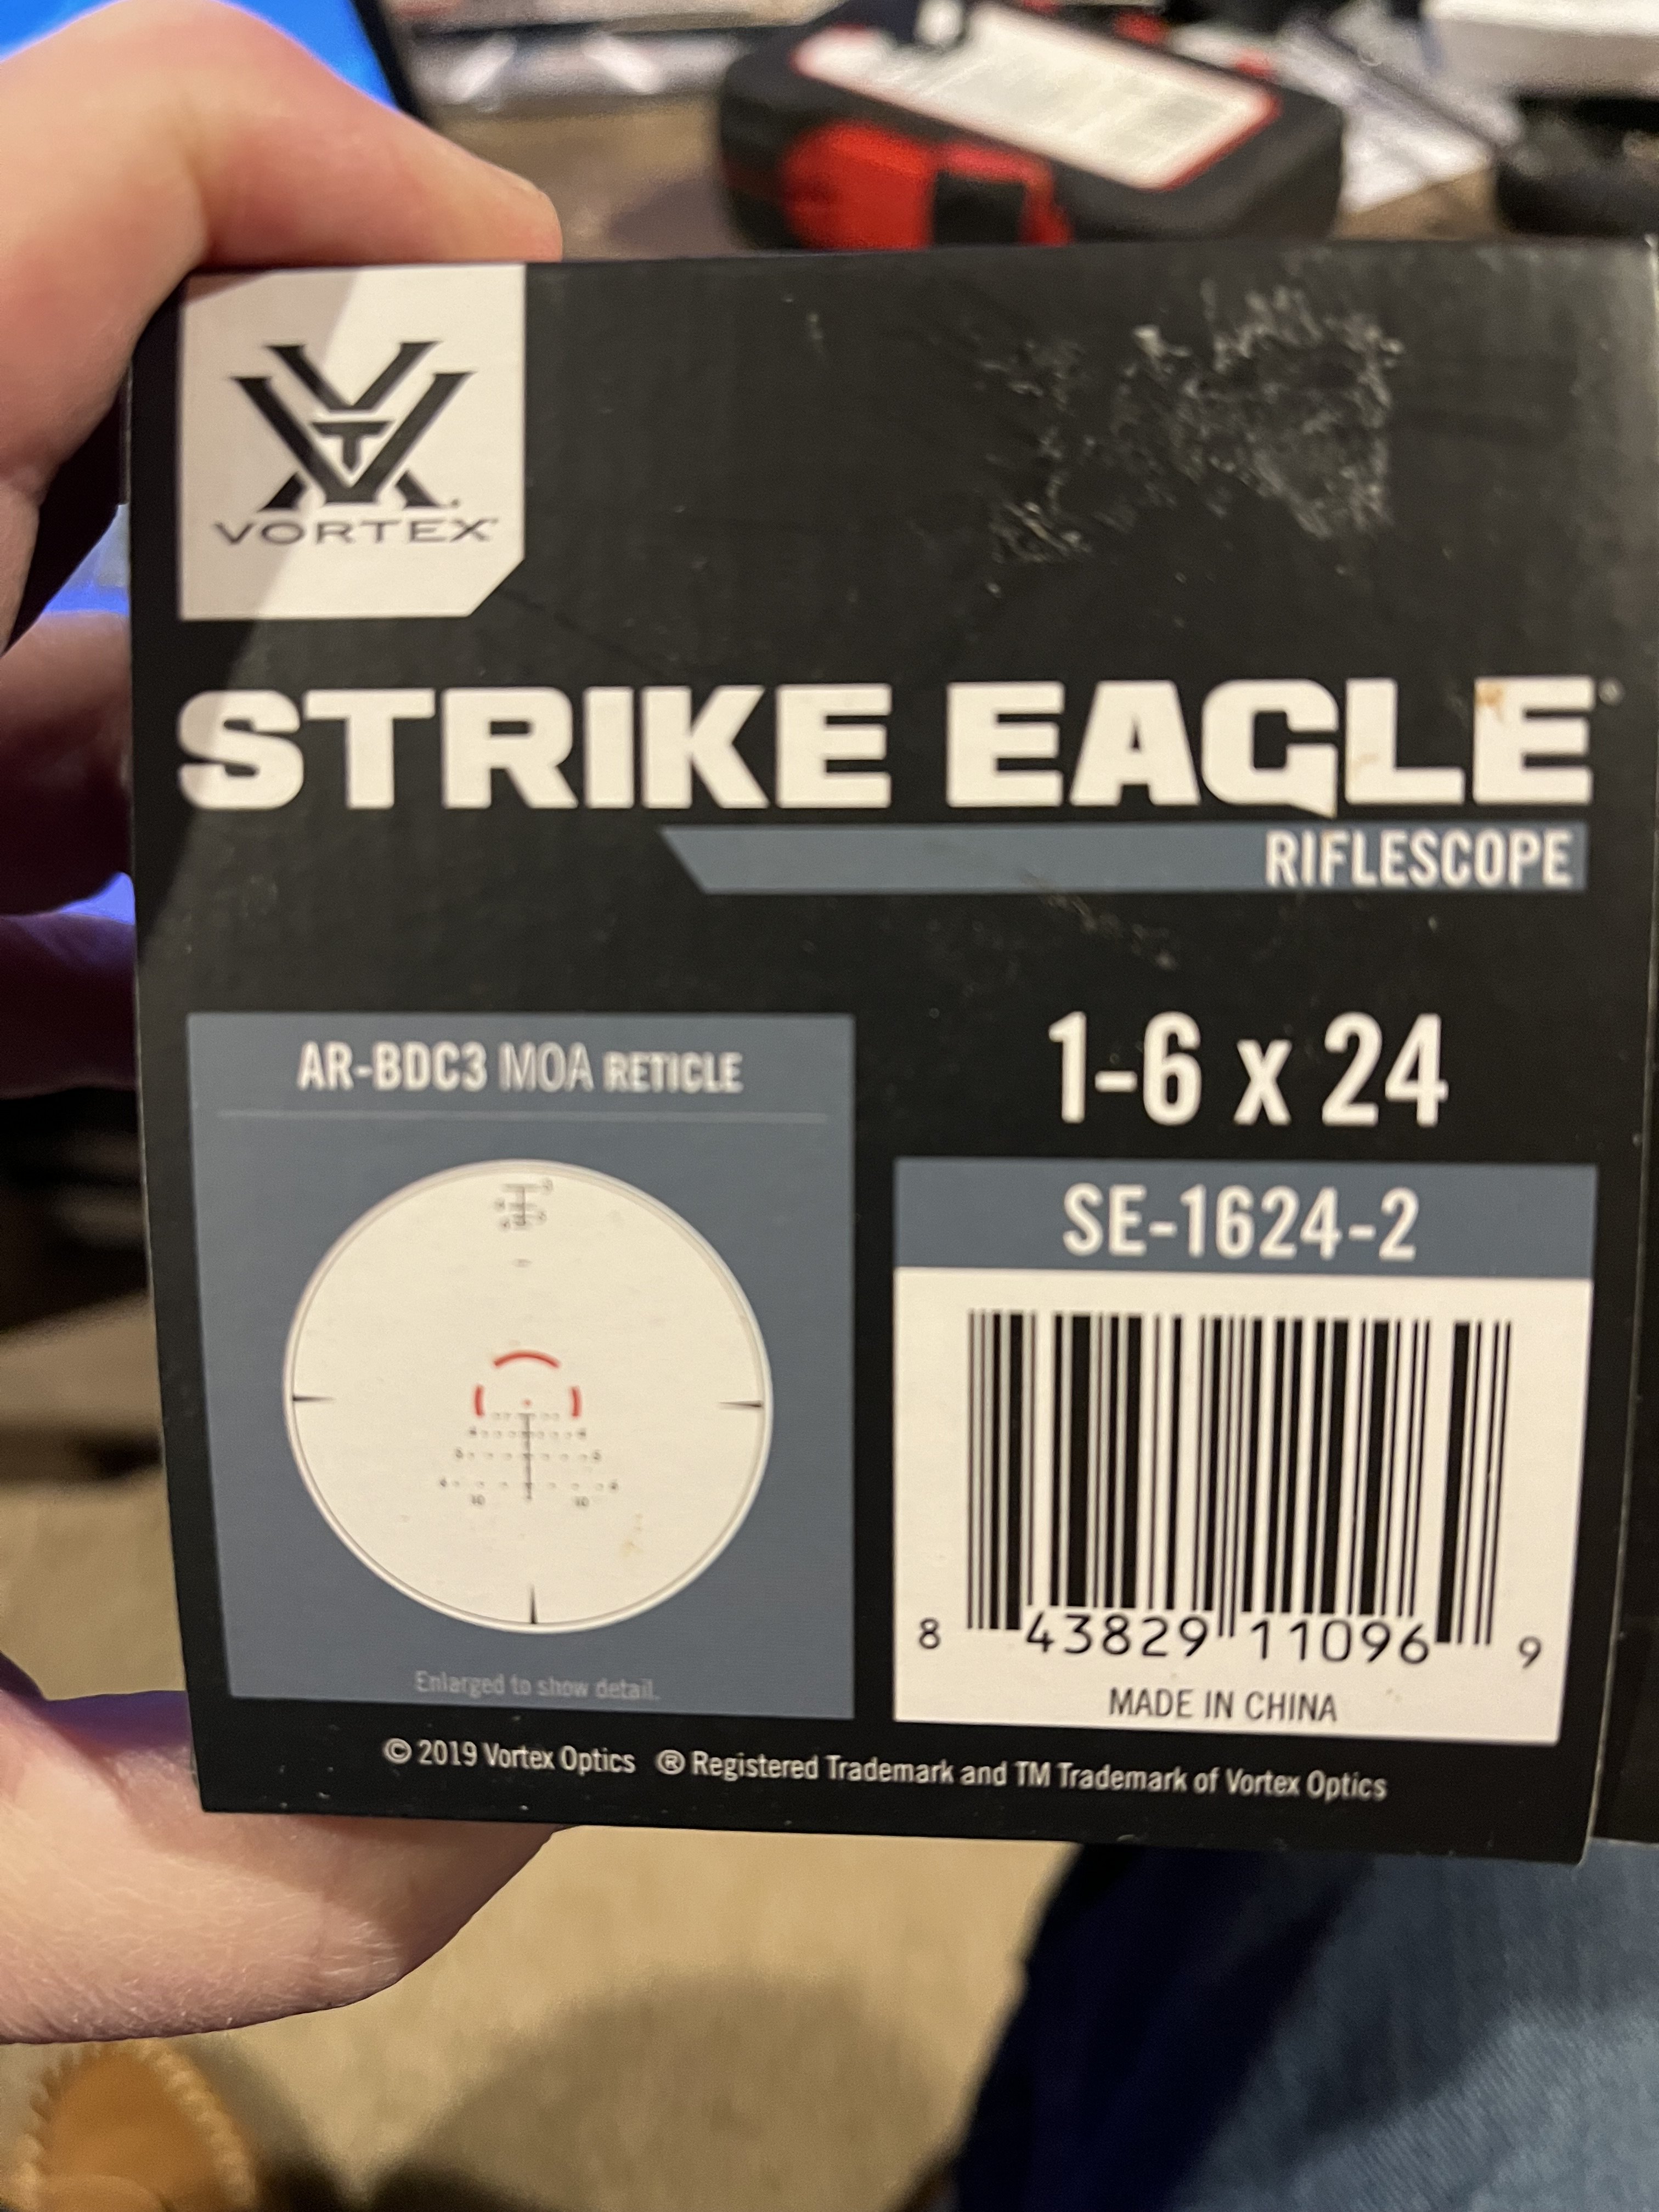 VORTEX
STRIKE EAGLE
RIFLESCOPE
AR-BDC3 MOA RETICLE
1-6 x 24
SE-1624-2
10 10
8 43829 11096 9
Enlarged to show detail.
MADE IN CHINA
© 2019 Vortex Optics ® Registered Trademark and TM Trademark of Vortex Optics